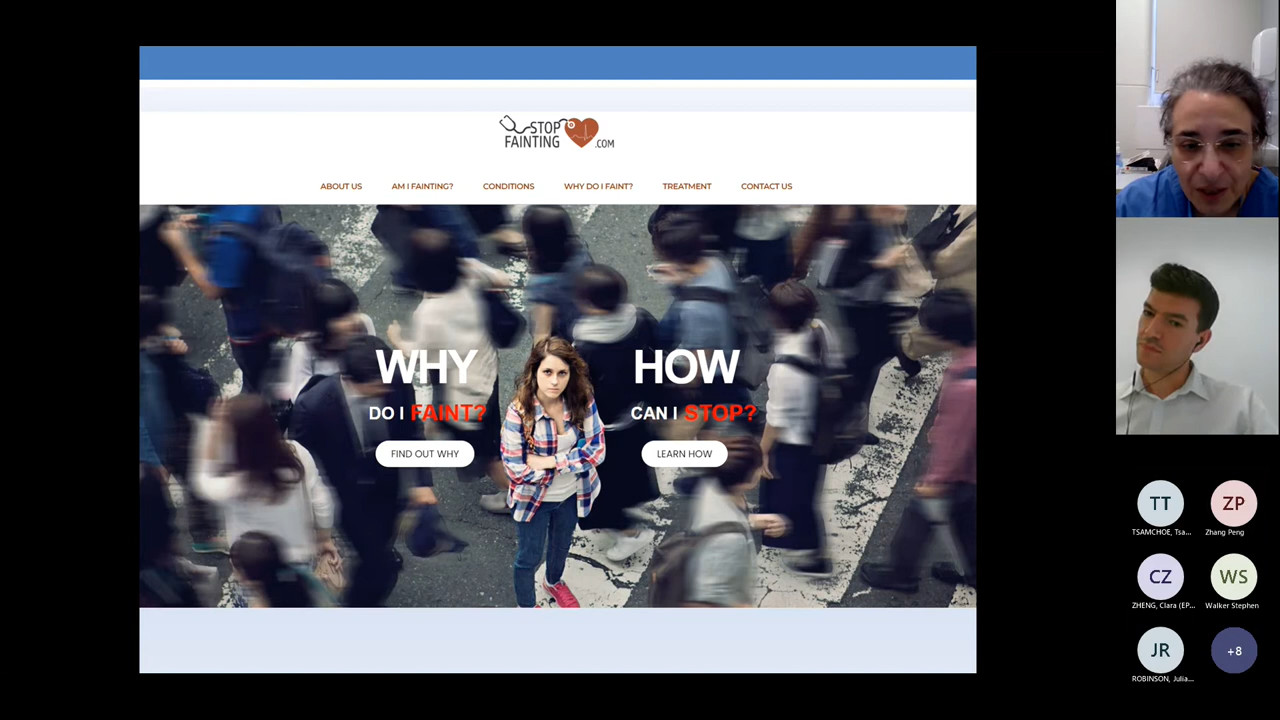 STOP
FAINTING .COM
ABOUT US AM I FAINTING? CONDITIONS WHY DO I FAINT? TREATMENT CONTACT US
WHY
DO I FAINT?
FIND OUT WHY
HOW
CAN I STOP?
LEARN HOW
TT ZP
TSAMCHOE, Tsa... Zhang Peng
CZ WS
ZHENG, Clara (EP... Walker Stephen
JR +8
ROBINSON, Julia...